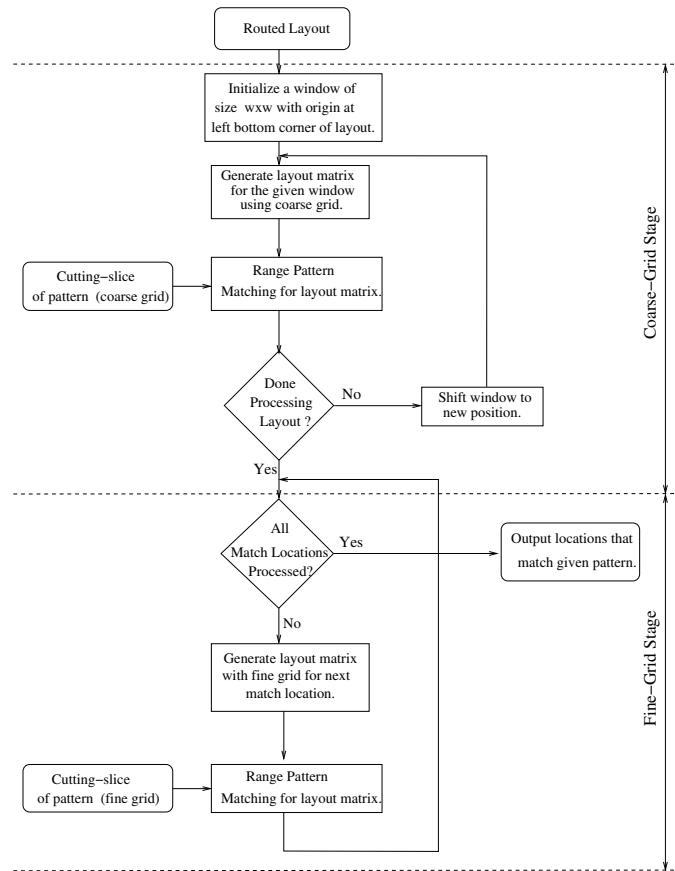 Routed Layout
Initialize a window of
size wxw with origin at
left bottom corner of layout.
Generate layout matrix
for the given window
using coarse grid.
Cutting−slice
of pattern (coarse grid)
Range Pattern
Matching for layout matrix.
Done
Processing
Layout ?
No
Shift window to
new position.
Yes
Coarse−Grid Stage
All
Match Locations
Processed?
Yes
Output locations that
match given pattern.
No
Generate layout matrix
with fine grid for next
match location.
Cutting−slice
of pattern (fine grid)
Range Pattern
Matching for layout matrix.
Fine−Grid Stage